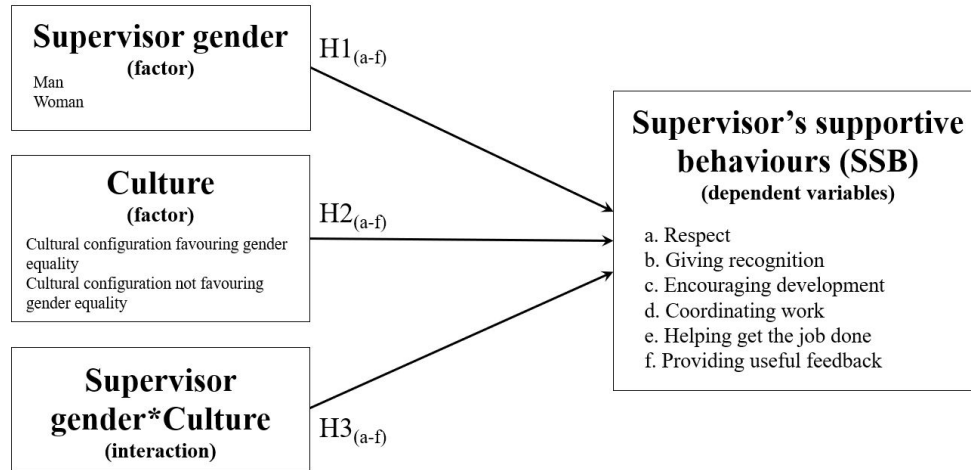 Supervisor gender
(factor)
Man
Woman
H1(a-f)
Culture
(factor)
Cultural configuration favouring gender
equality
Cultural configuration not favouring
gender equality
H2(a-f)
Supervisor
gender*Culture
(interaction)
H3(a-f)
Supervisor’s supportive
behaviours (SSB)
(dependent variables)
a. Respect
b. Giving recognition
c. Encouraging development
d. Coordinating work
e. Helping get the job done
f. Providing useful feedback